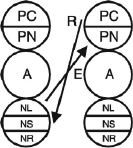 PC R PC
PN PN
A E A
NL NL
NS NS
NR NR